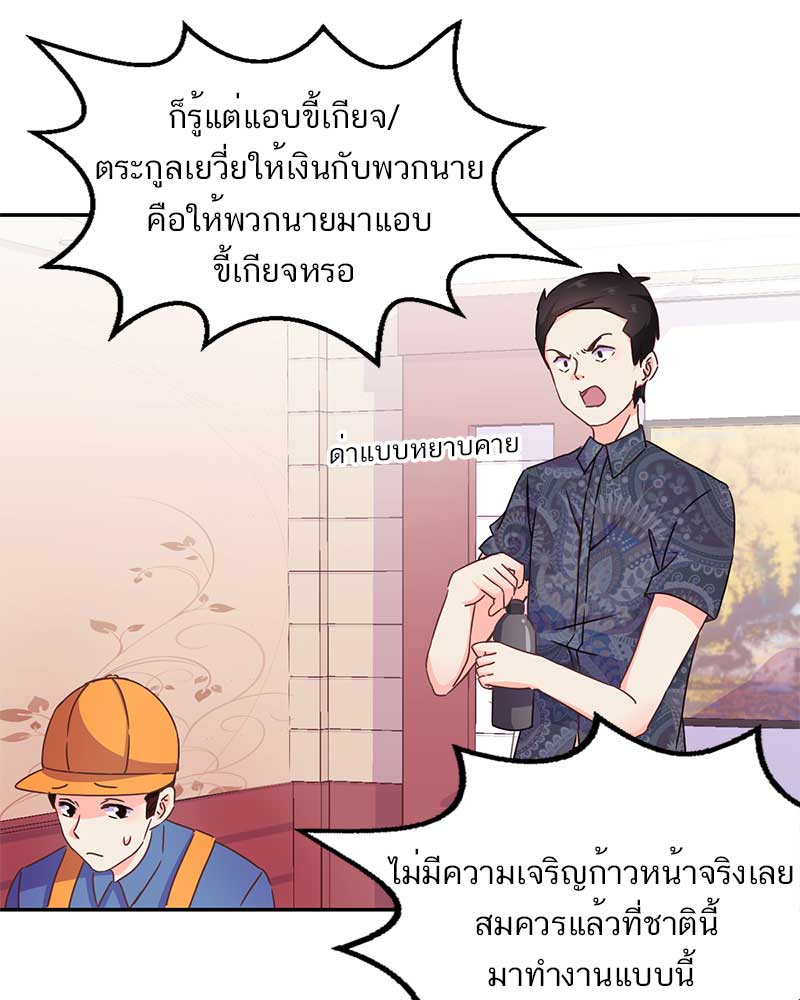 ก็รู้แต่แอบขี้เกียจ/
ตระกูลเยวี่ยให้เงินกับพวกนาย
คือให้พวกนายมาแอบ
ขี้เกียจหรอ
ด่าแบบหยาบคาย
ไม่มีความเจริญก้าวหน้าจริงเลย
สมควรแล้วที่ชาตินี้
มาทำงานแบบนี้